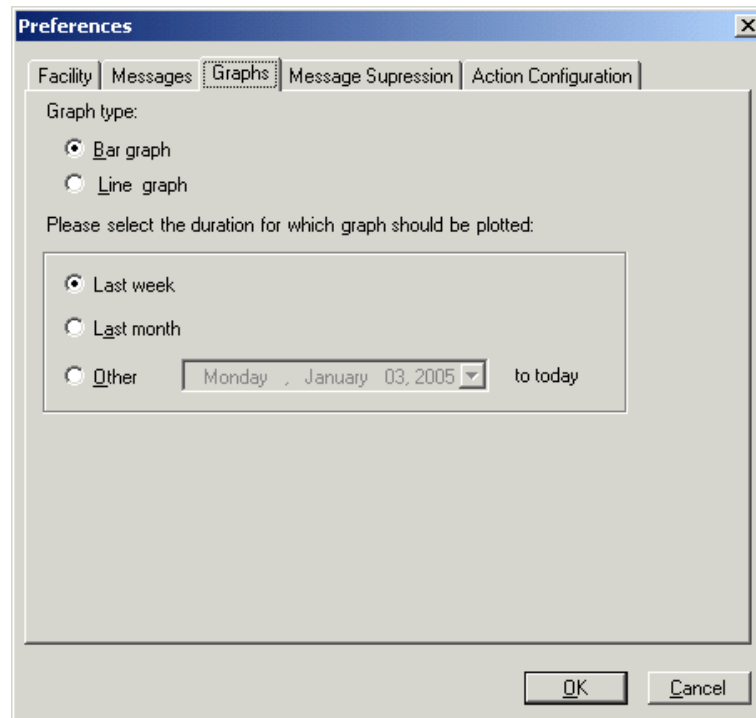 Preferences
Facility Messages Graphs Message Supression Action Configuration
Graph type:
Bar graph
Line graph
Please select the duration for which graph should be plotted:
Last week
Last month
Other Monday , January 03, 2005 to today
OK Cancel